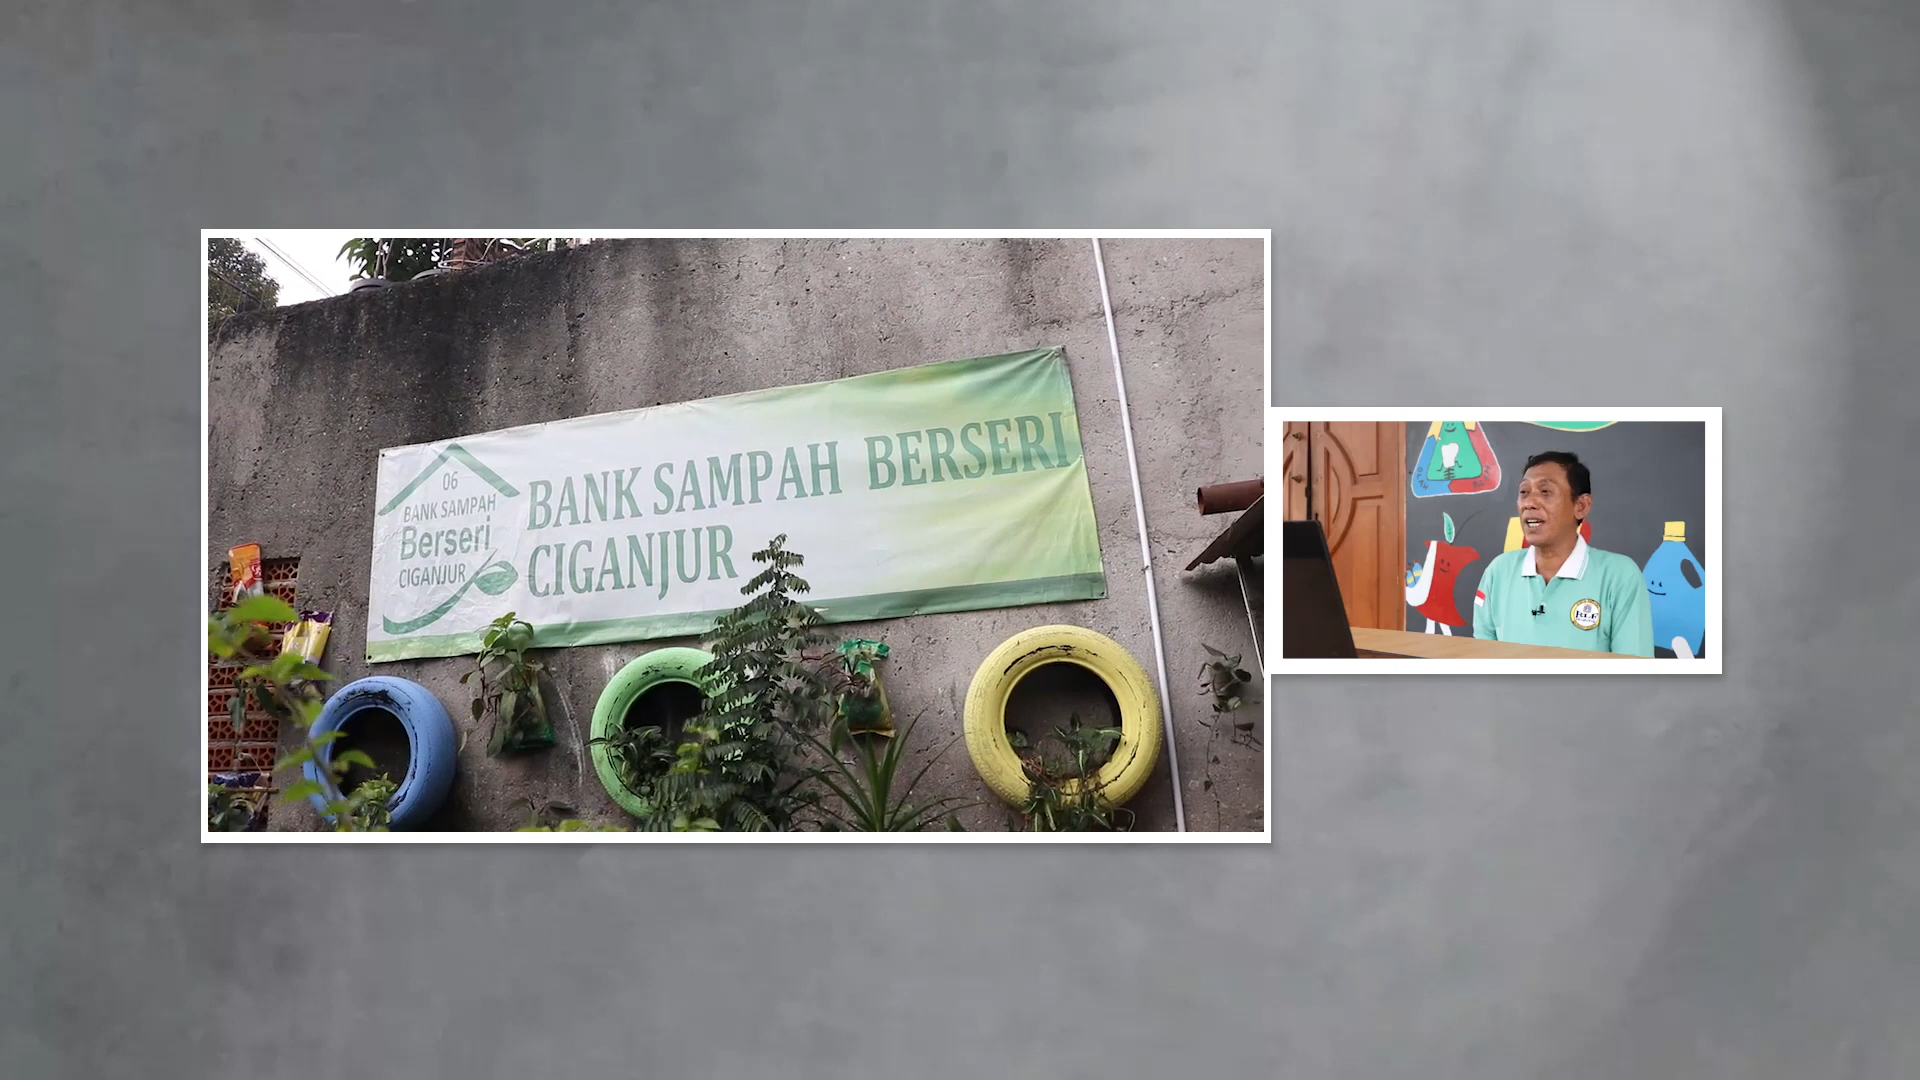 06
BANK SAMPAH
Berseri
CIGANJUR
BANK SAMPAH BERSERI
CIGANJUR